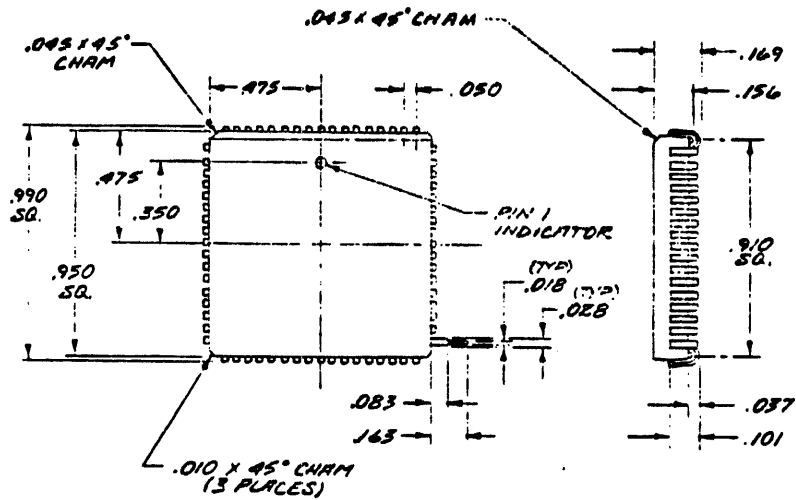 .045 X 45° CHAM
.045 X 45°
CHAM
.169
.156
.475
.050
.475
.990
SQ.
.350
PIN 1
INDICATOR
.910
SQ.
.950
SQ.
(TYP)
.018
(TYP)
.028
.083
.163
.037
.101
.010 X 45° CHAM
(3 PLACES)